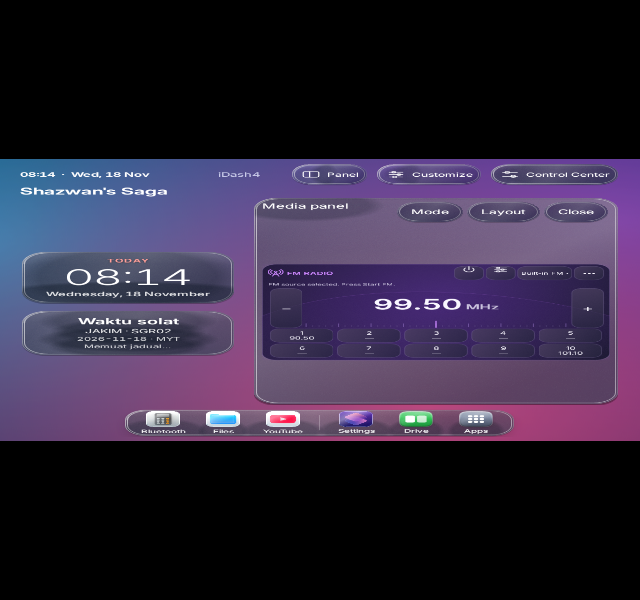 08:14 · Wed, 18 Nov
iDash4
Panel
Customize
Control Center
Shazwan's Saga
Media panel
Mode
Layout
Close
TODAY
08:14
Wednesday, 18 November
Waktu solat
JAKIM · SGR02
2026-11-18 · MYT
Memuat jadual...
FM RADIO
Built-in FM ·
FM source selected. Press Start FM.
− 99.50 MHz +
1
90.50
2
—
3
—
4
—
5
—
6
—
7
—
8
—
9
—
10
101.10
Bluetooth
Files
YouTube
Settings
Drive
Apps